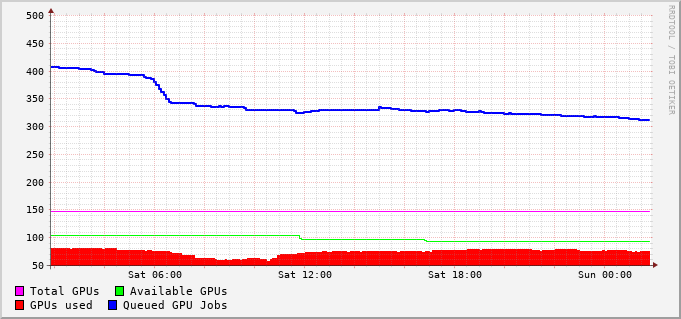 500
450
400
350
300
250
200
150
100
50
Sat 06:00 Sat 12:00 Sat 18:00 Sun 00:00
Total GPUs Available GPUs
GPUs used Queued GPU Jobs
RRDTOOL / TOBI OETIKER